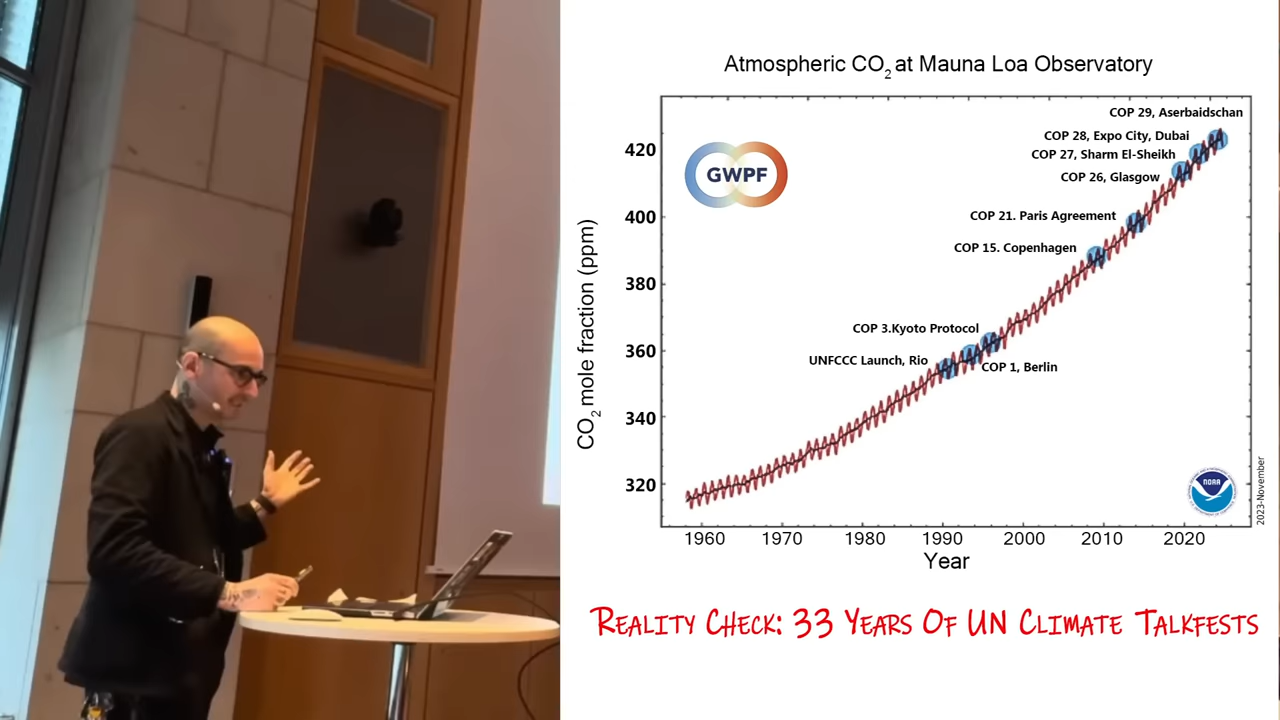 Atmospheric CO2 at Mauna Loa Observatory
COP 29, Aserbaidschan
COP 28, Expo City, Dubai
COP 27, Sharm El-Sheikh
COP 26, Glasgow
COP 21. Paris Agreement
COP 15. Copenhagen
COP 3.Kyoto Protocol
UNFCCC Launch, Rio
COP 1, Berlin
GWPF
420
400
380
360
340
320
CO2 mole fraction (ppm)
NOAA
2023-November
1960 1970 1980 1990 2000 2010 2020
Year
REALITY CHECK: 33 YEARS OF UN CLIMATE TALKFESTS